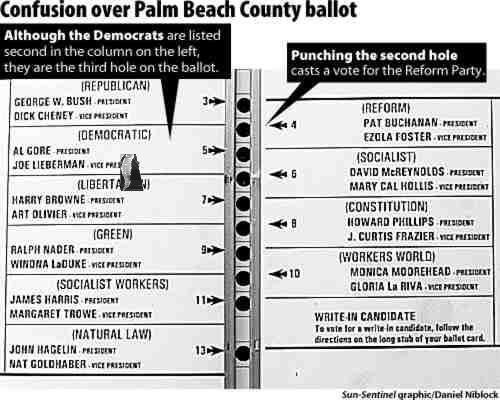 Confusion over Palm Beach County ballot
Although the Democrats are listed
second in the column on the left,
they are the third hole on the ballot.
Punching the second hole
casts a vote for the Reform Party.
(REPUBLICAN)
GEORGE W. BUSH - PRESIDENT
DICK CHENEY - VICE PRESIDENT
3
(DEMOCRATIC)
AL GORE - PRESIDENT
JOE LIEBERMAN - VICE
5
(LIBERTARIAN)
HARRY BROWNE - PRESIDENT
ART OLIVIER - VICE PRESIDENT
7
(GREEN)
RALPH NADER - PRESIDENT
WINONA LaDUKE - VICE PRESIDENT
9
(SOCIALIST WORKERS)
JAMES HARRIS - PRESIDENT
MARGARET TROWE - VICE PRESIDENT
11
(NATURAL LAW)
JOHN HAGELIN - PRESIDENT
NAT GOLDHABER - VICE PRESIDENT
13
(REFORM)
4
PAT BUCHANAN - PRESIDENT
EZOLA FOSTER - VICE PRESIDENT
(SOCIALIST)
6
DAVID McREYNOLDS - PRESIDENT
MARY CAL HOLLIS - VICE PRESIDENT
(CONSTITUTION)
8
HOWARD PHILLIPS - PRESIDENT
J. CURTIS FRAZIER - VICE PRESIDENT
(WORKERS WORLD)
10
MONICA MOOREHEAD - PRESIDENT
GLORIA La RIVA - VICE PRESIDENT
WRITE-IN CANDIDATE
To vote for a write-in candidate, follow the
directions on the long stub of your ballot card.
Sun-Sentinel graphic/Daniel Niblock